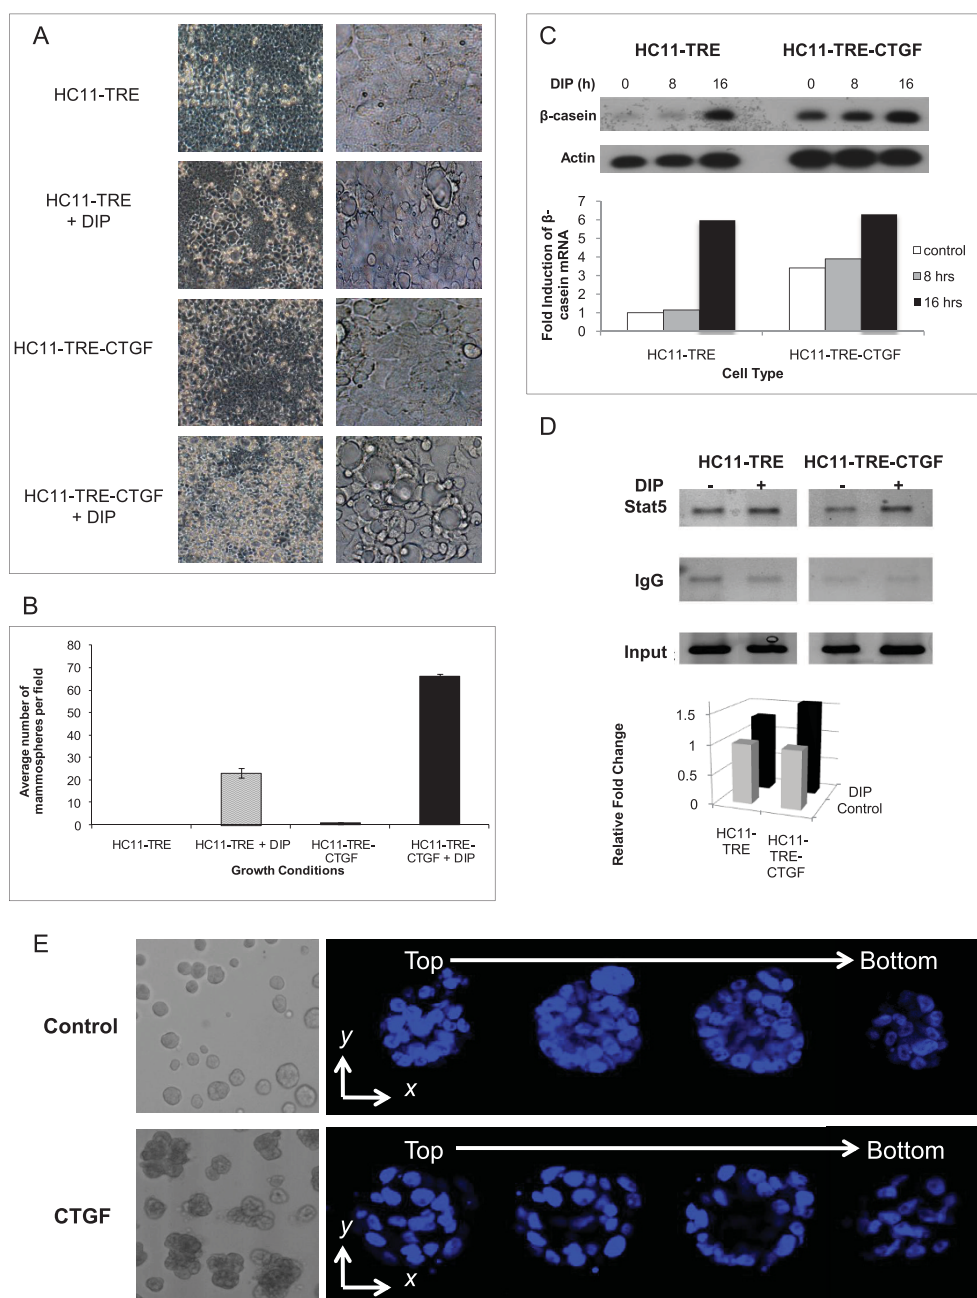 A
HC11-TRE
HC11-TRE
+ DIP
HC11-TRE-CTGF
HC11-TRE-CTGF
+ DIP
B
Average number of
mammospheres per field
80
70
60
50
40
30
20
10
0
HC11-TRE
HC11-TRE + DIP
HC11-TRE-
CTGF
HC11-TRE-
CTGF + DIP
Growth Conditions
C
HC11-TRE HC11-TRE-CTGF
DIP (h) 0 8 16 0 8 16
β-casein
Actin
Fold Induction of β-
casein mRNA
7
6
5
4
3
2
1
0
control
8 hrs
16 hrs
HC11-TRE HC11-TRE-CTGF
Cell Type
D
HC11-TRE HC11-TRE-CTGF
DIP - + - +
Stat5
IgG
Input
Relative Fold Change
1.5
1
0.5
0
DIP
Control
HC11-
TRE
HC11-
TRE-
CTGF
E
Control
Top Bottom
y
x
CTGF
Top Bottom
y
x